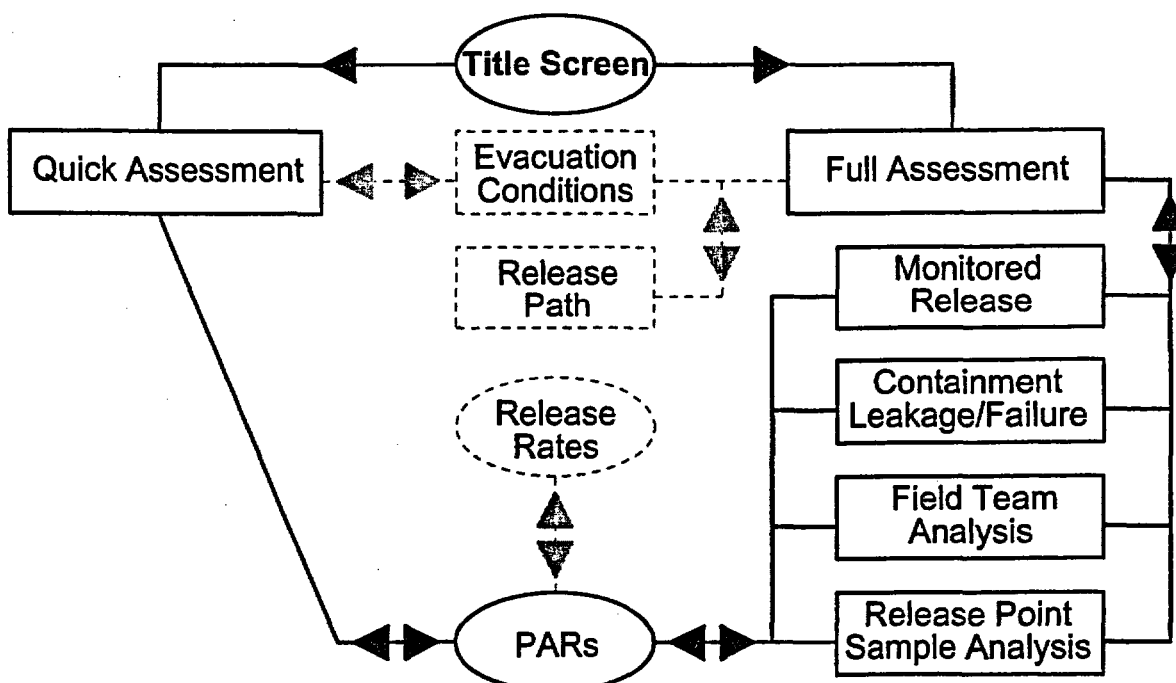 Title Screen
Quick Assessment
Evacuation
Conditions
Full Assessment
Release
Path
Monitored
Release
Containment
Leakage/Failure
Release
Rates
Field Team
Analysis
PARs
Release Point
Sample Analysis